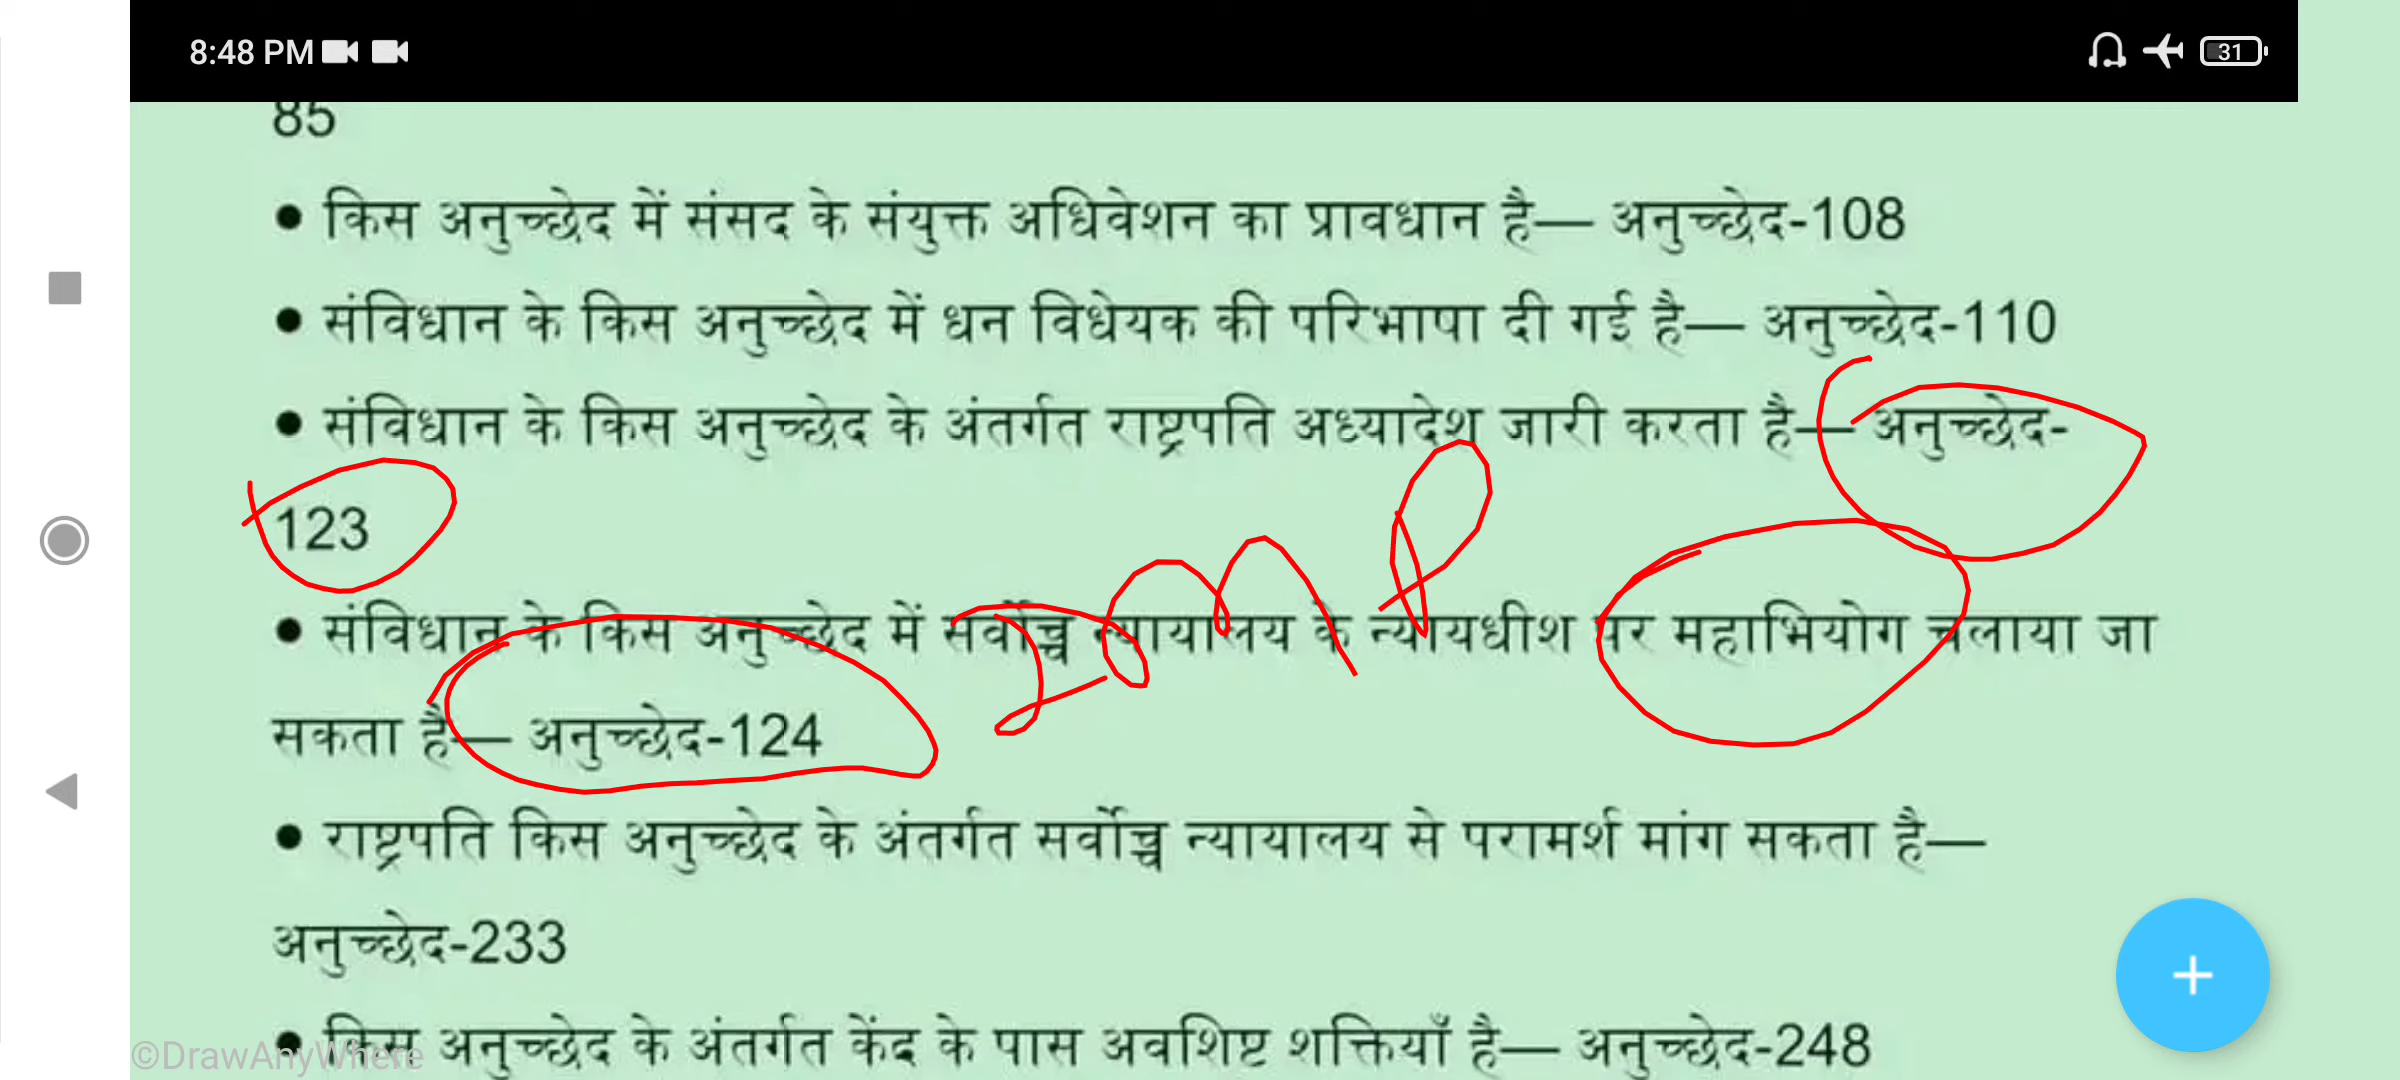 8:48 PM
31
85
● किस अनुच्छेद में संसद के संयुक्त अधिवेशन का प्रावधान है— अनुच्छेद-108
● संविधान के किस अनुच्छेद में धन विधेयक की परिभाषा दी गई है— अनुच्छेद-110
● संविधान के किस अनुच्छेद के अंतर्गत राष्ट्रपति अध्यादेश जारी करता है— अनुच्छेद-
123
IMP
● संविधान के किस अनुच्छेद में सर्वोच्च न्यायालय के न्यायधीश पर महाभियोग चलाया जा
सकता है— अनुच्छेद-124
● राष्ट्रपति किस अनुच्छेद के अंतर्गत सर्वोच्च न्यायालय से परामर्श मांग सकता है—
अनुच्छेद-233
● किस अनुच्छेद के अंतर्गत केंद्र के पास अवशिष्ट शक्तियाँ है— अनुच्छेद-248
©DrawAnyWhere